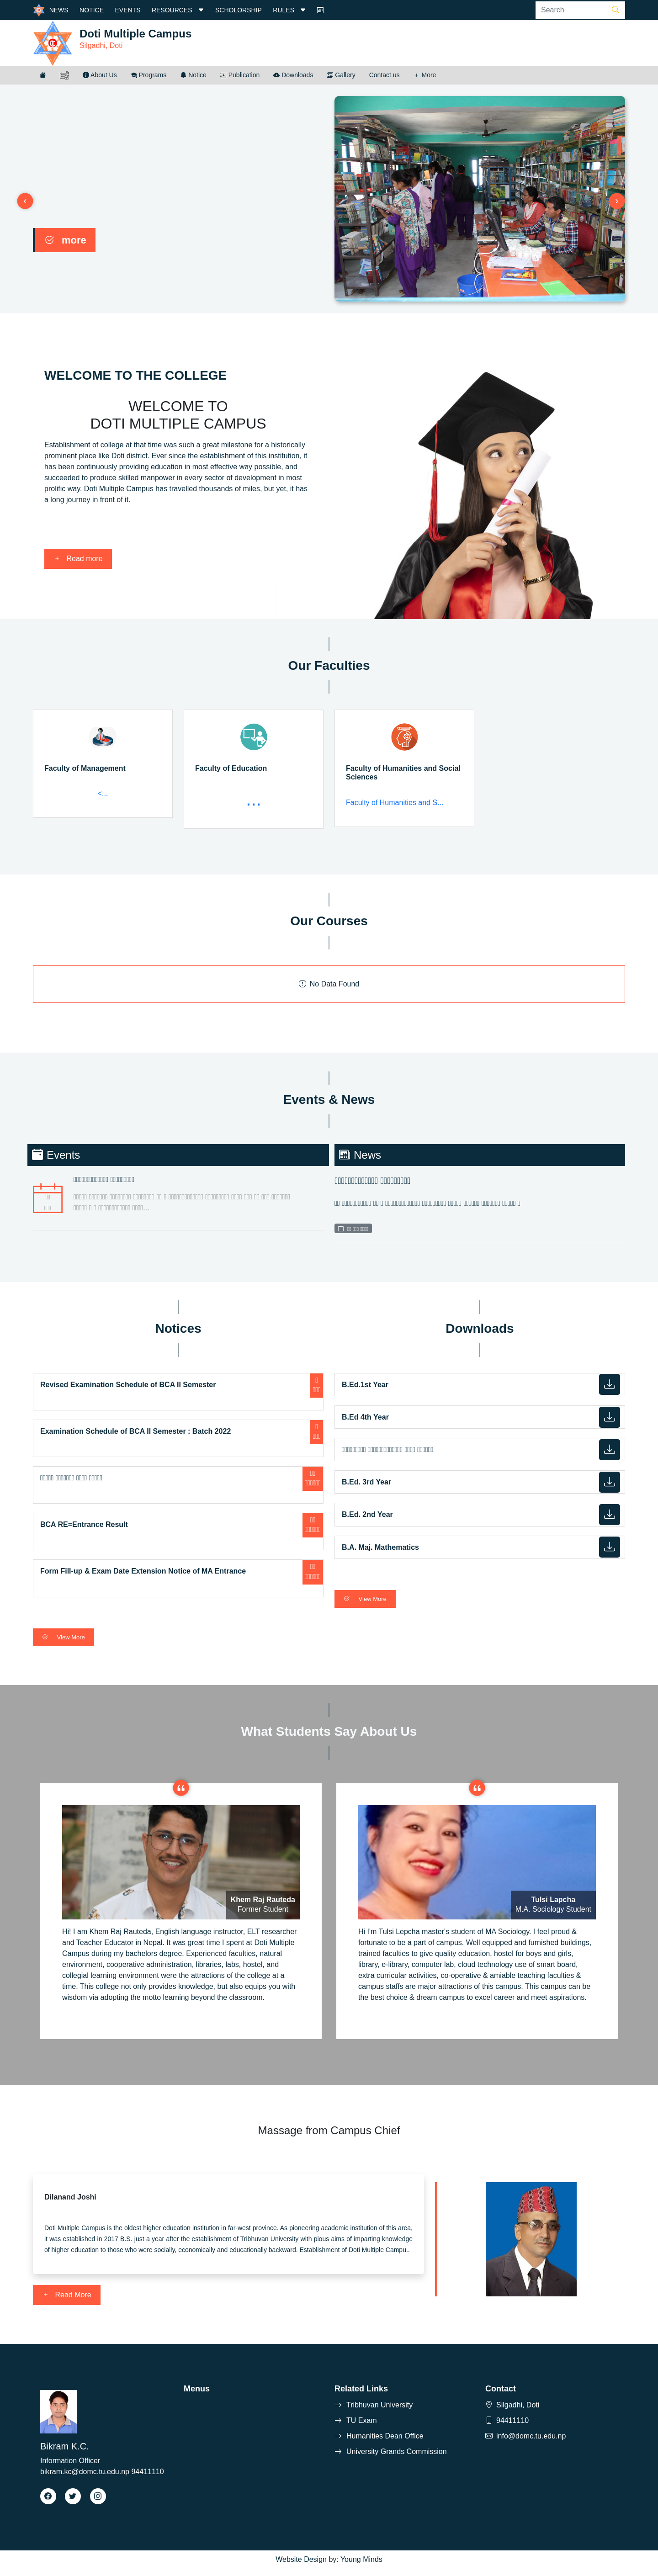 NEWS NOTICE EVENTS RESOURCES SCHOLORSHIP RULES Search
Doti Multiple Campus
Silgadhi, Doti
About Us Programs Notice Publication Downloads Gallery Contact us + More
more
WELCOME TO THE COLLEGE
WELCOME TO
DOTI MULTIPLE CAMPUS
Establishment of college at that time was such a great milestone for a historically
prominent place like Doti district. Ever since the establishment of this institution, it
has been continuously providing education in most effective way possible, and
succeeded to produce skilled manpower in every sector of development in most
prolific way. Doti Multiple Campus has travelled thousands of miles, but yet, it has
a long journey in front of it.
+ Read more
Our Faculties
Faculty of Management
<...
Faculty of Education
• • •
Faculty of Humanities and Social
Sciences
Faculty of Humanities and S...
Our Courses
No Data Found
Events & News
Events
News
Notices
Revised Examination Schedule of BCA II Semester
Examination Schedule of BCA II Semester : Batch 2022
BCA RE=Entrance Result
Form Fill-up & Exam Date Extension Notice of MA Entrance
View More
Downloads
B.Ed.1st Year
B.Ed 4th Year
B.Ed. 3rd Year
B.Ed. 2nd Year
B.A. Maj. Mathematics
View More
What Students Say About Us
Khem Raj Rauteda
Former Student
Hi! I am Khem Raj Rauteda, English language instructor, ELT researcher
and Teacher Educator in Nepal. It was great time I spent at Doti Multiple
Campus during my bachelors degree. Experienced faculties, natural
environment, cooperative administration, libraries, labs, hostel, and
collegial learning environment were the attractions of the college at a
time. This college not only provides knowledge, but also equips you with
wisdom via adopting the motto learning beyond the classroom.
Tulsi Lapcha
M.A. Sociology Student
Hi I'm Tulsi Lepcha master's student of MA Sociology. I feel proud &
fortunate to be a part of domc. Well equipped and furnished buildings,
trained faculties to give quality education, hostel for boys and girls,
library, e-library, computer lab, cloud technology use of smart board,
extra curricular activities, co-operative & amiable teaching faculties &
campus staffs are major attractions of this campus. This campus can be
the best choice & dream campus to excel career and meet aspirations.
Massage from Campus Chief
Dilanand Joshi
Doti Multiple Campus is the oldest higher education institution in far-west province. As pioneering academic institution of this area,
it was established in 2017 B.S. just a year after the establishment of Tribhuvan University with pious aims of imparting knowledge
of higher education to those who were socially, economically and educationally backward. Establishment of Doti Multiple Campu..
+ Read More
Bikram K.C.
Information Officer
bikram.kc@domc.tu.edu.np 94411110
Menus
Related Links
Tribhuvan University
TU Exam
Humanities Dean Office
University Grands Commission
Contact
Silgadhi, Doti
94411110
info@domc.tu.edu.np
Website Design by: Young Minds